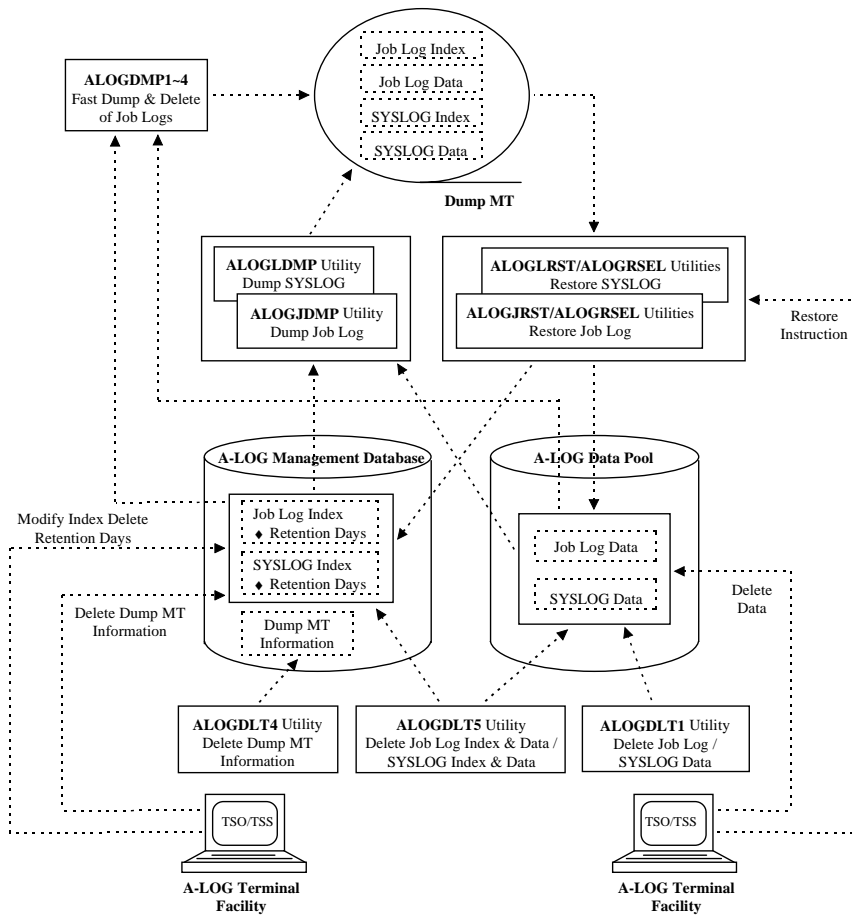 ALOGDMP1~4
Fast Dump & Delete
of Job Logs
Job Log Index
Job Log Data
SYSLOG Index
SYSLOG Data
Dump MT
ALOGLDMP Utility
Dump SYSLOG
ALOGJDMP Utility
Dump Job Log
ALOGLRST/ALOGRSEL Utilities
Restore SYSLOG
ALOGJRST/ALOGRSEL Utilities
Restore Job Log
Restore
Instruction
A-LOG Management Database
Job Log Index
♦ Retention Days
SYSLOG Index
♦ Retention Days
Dump MT
Information
A-LOG Data Pool
Job Log Data
SYSLOG Data
Modify Index Delete
Retention Days
Delete Dump MT
Information
Delete
Data
ALOGDLT4 Utility
Delete Dump MT
Information
ALOGDLT5 Utility
Delete Job Log Index & Data /
SYSLOG Index & Data
ALOGDLT1 Utility
Delete Job Log /
SYSLOG Data
TSO/TSS
A-LOG Terminal
Facility
TSO/TSS
A-LOG Terminal
Facility